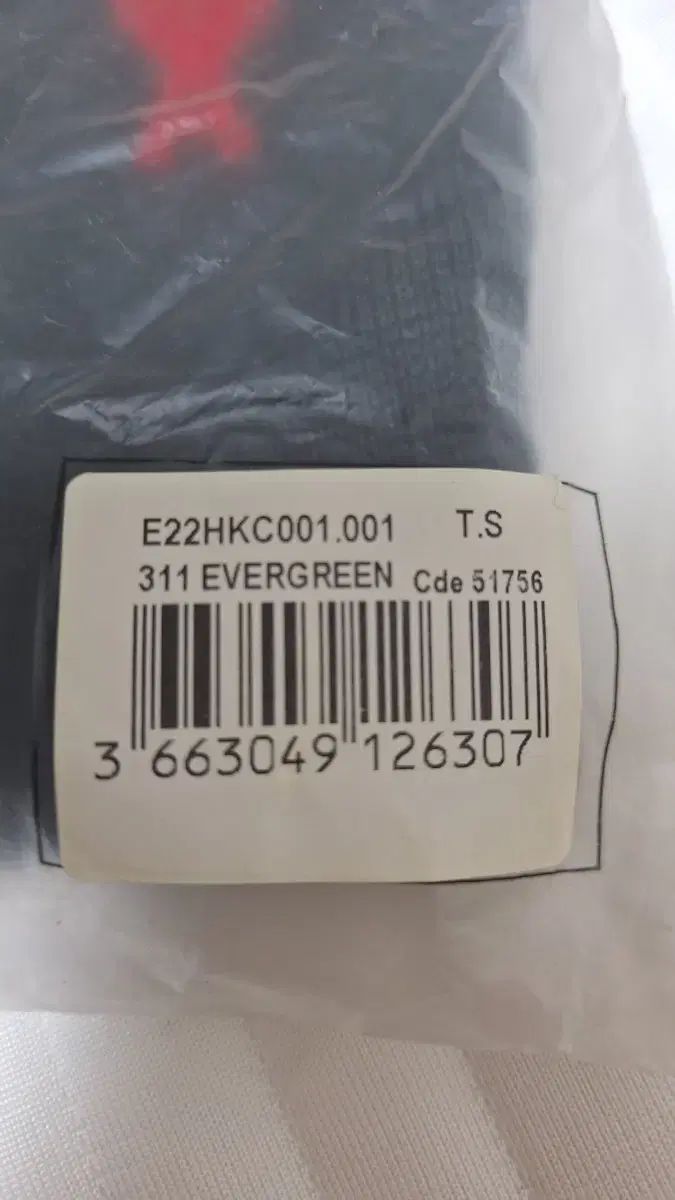 E22HKC001.001 T.S
311 EVERGREEN Cde 51756
3 663049 126307